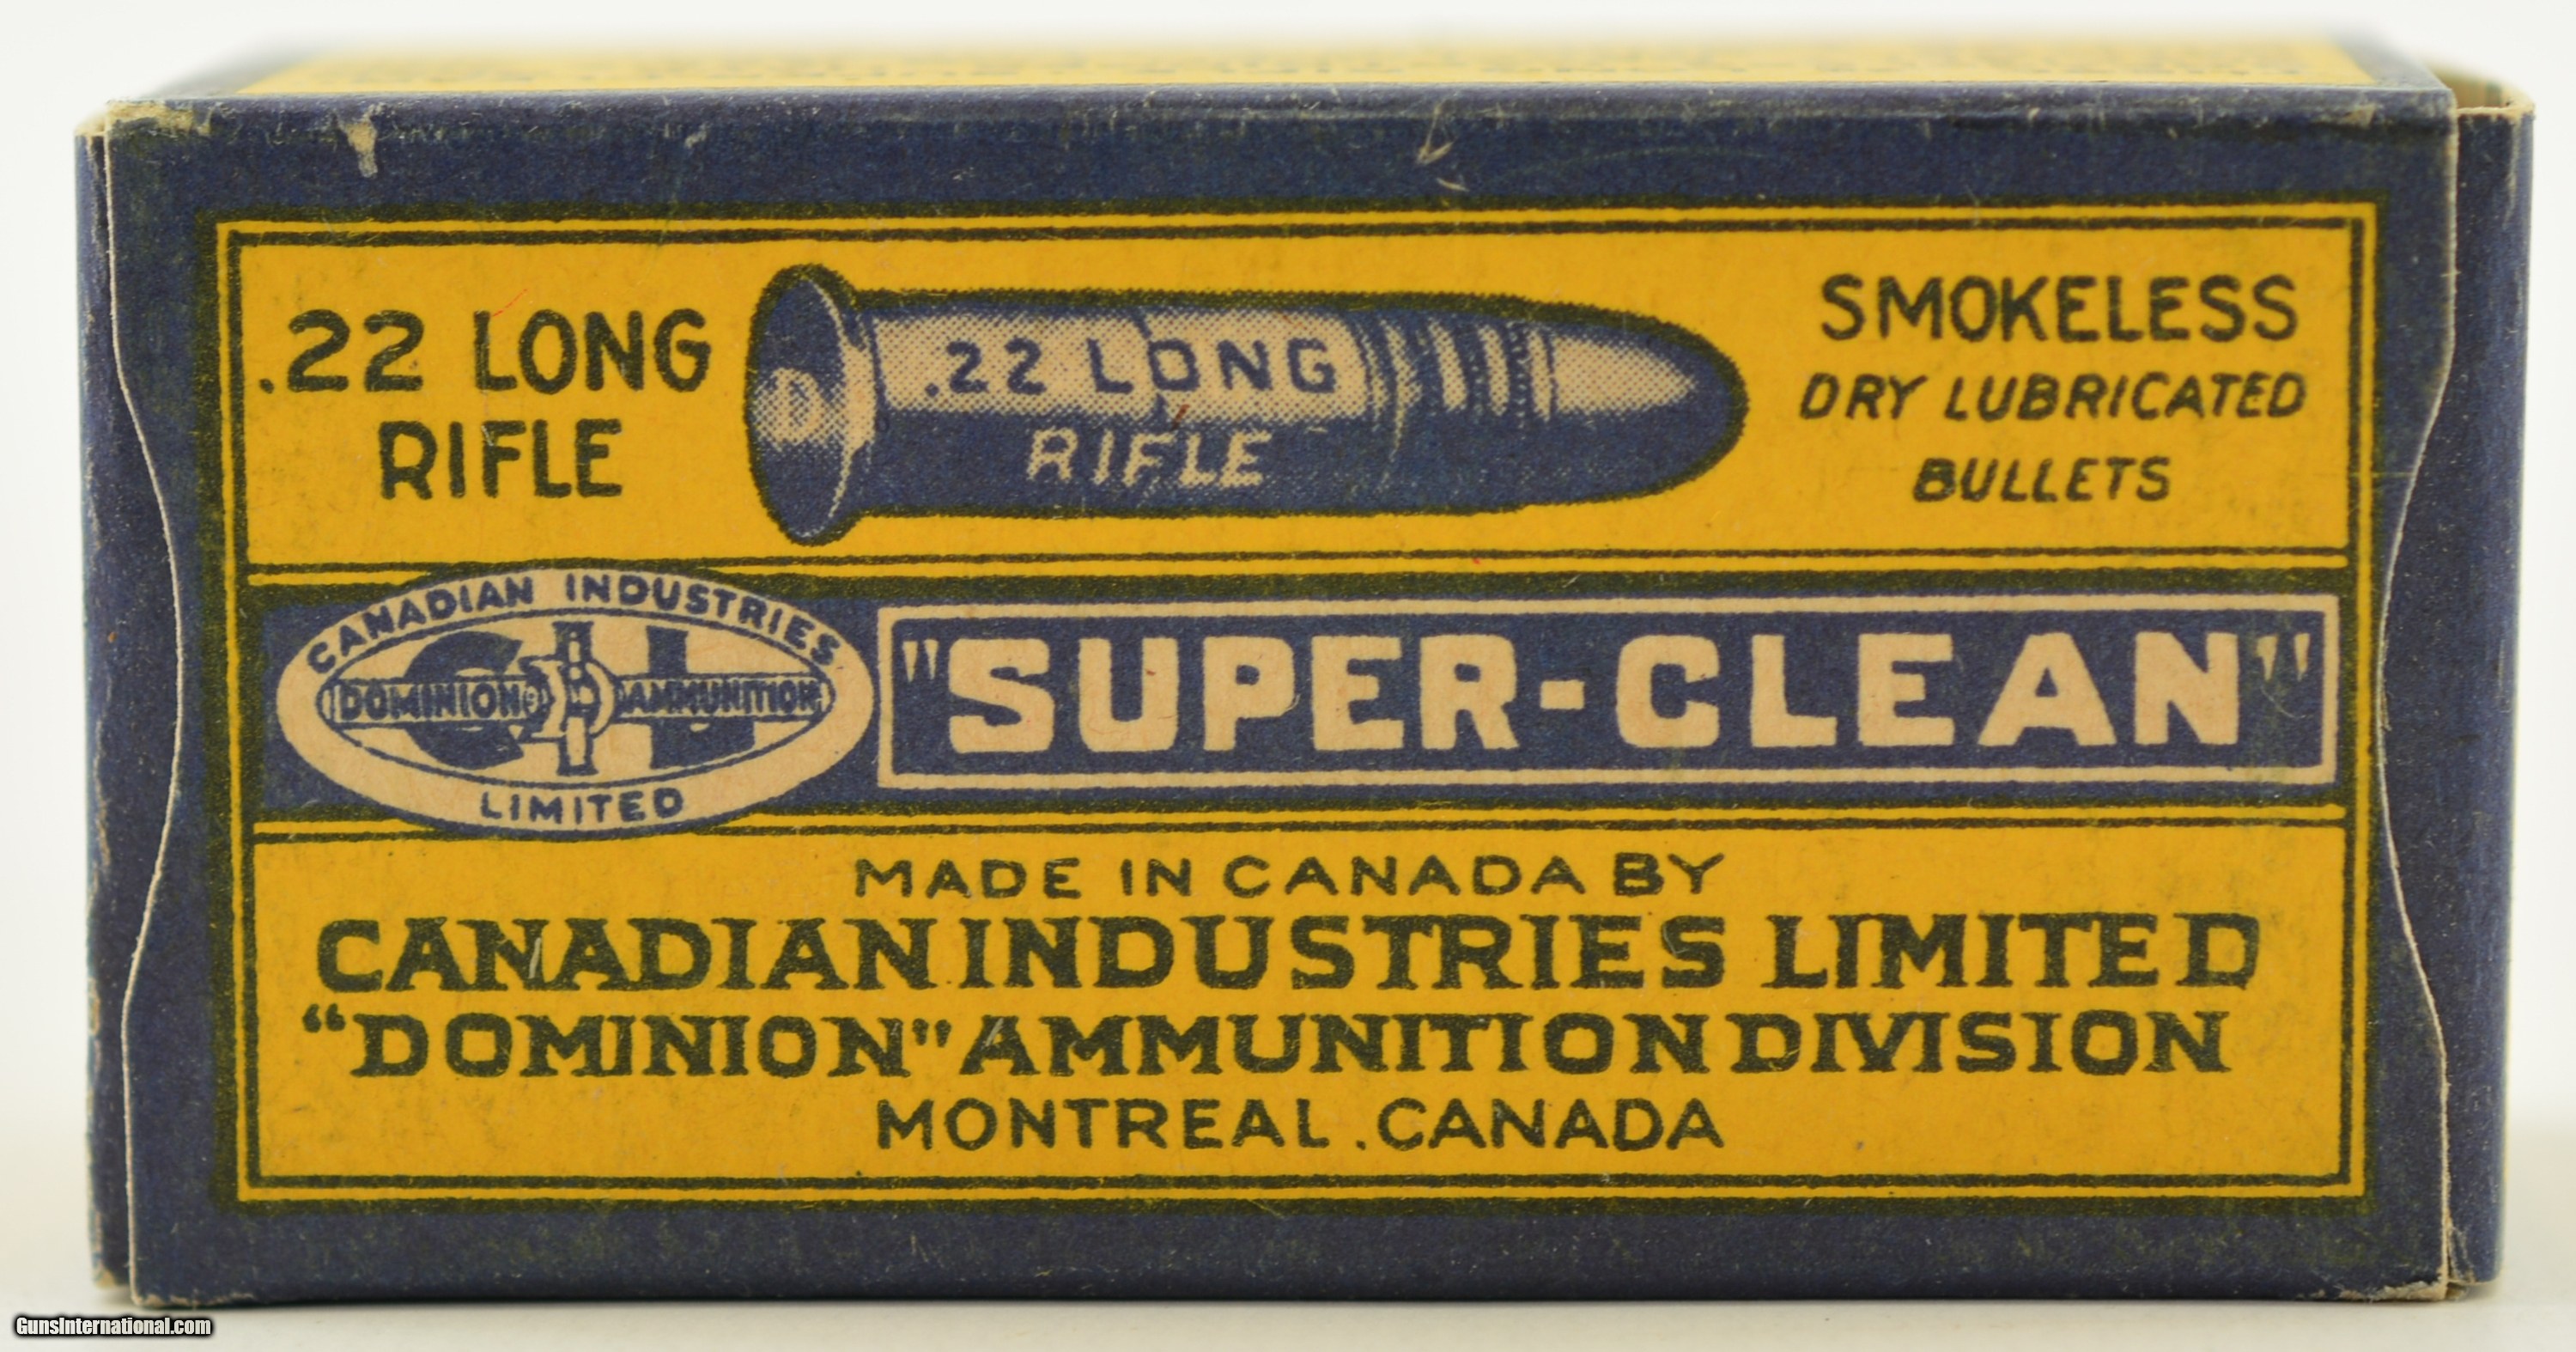 .22 LONG
RIFLE
D
.22 LONG
RIFLE
SMOKELESS
DRY LUBRICATED
BULLETS
CANADIAN INDUSTRIES
CIL
DOMINION AMMUNITION
LIMITED
"SUPER-CLEAN"
MADE IN CANADA BY
CANADIAN INDUSTRIES LIMITED
"DOMINION" AMMUNITION DIVISION
MONTREAL.CANADA
GunsInternational.com